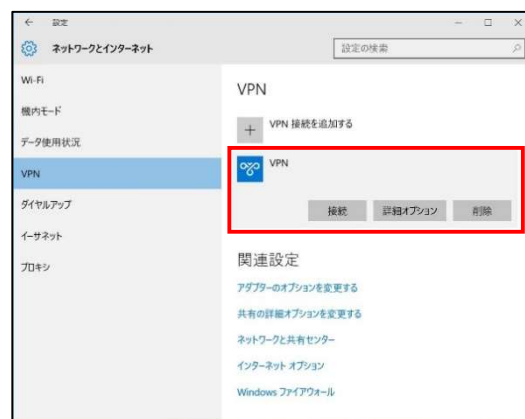 設定
ネットワークとインターネット
設定の検索
Wi-Fi
機内モード
データ使用状況
VPN
ダイヤルアップ
イーサネット
プロキシ
VPN
VPN 接続を追加する
VPN
接続 詳細オプション 削除
関連設定
アダプターのオプションを変更する
共有の詳細オプションを変更する
ネットワークと共有センター
インターネット オプション
Windows ファイアウォール